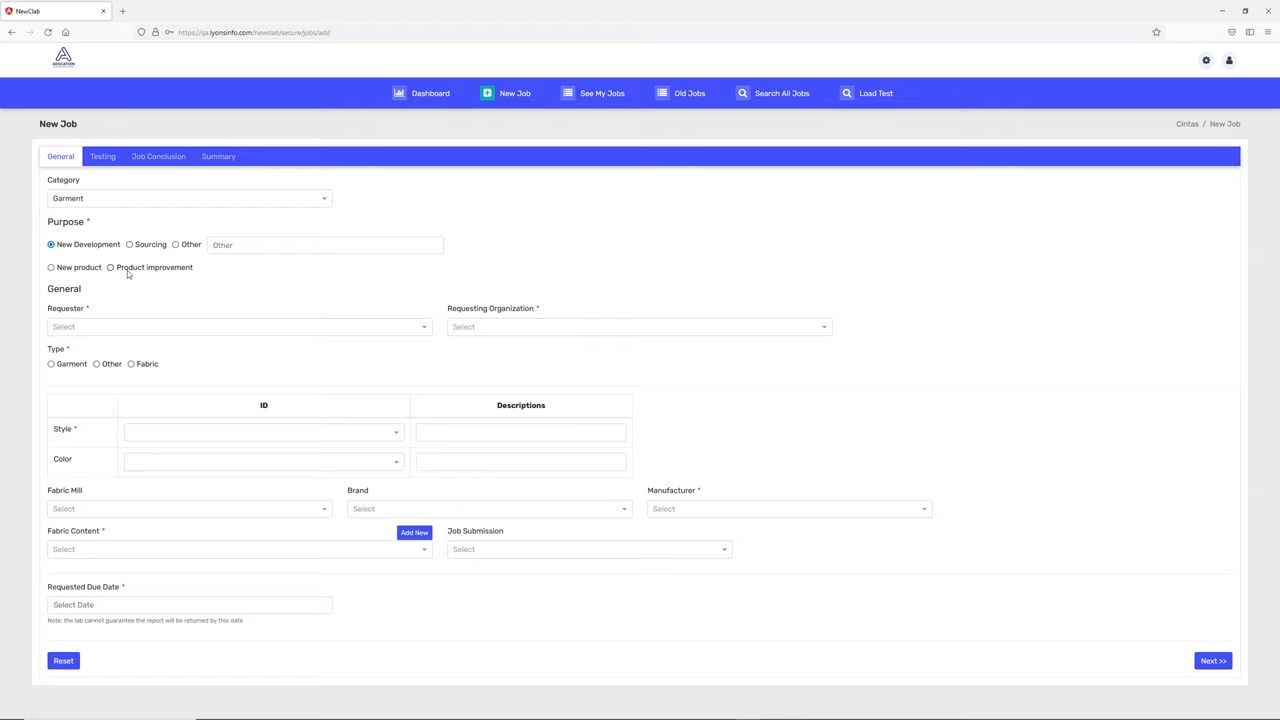 NewClab
https://qa.lyonsinfo.com/newclab/secure/jobs/add
ADUCATION
Dashboard New Job See My Jobs Old Jobs Search All Jobs Load Test
New Job Cintas / New Job
General Testing Job Conclusion Summary
Category
Garment
Purpose *
New Development Sourcing Other Other
New product Product improvement
General
Requester * Requesting Organization *
Select Select
Type *
Garment Other Fabric
ID Descriptions
Style *
Color
Fabric Mill Brand Manufacturer *
Select Select Select
Fabric Content * Add New Job Submission
Select Select
Requested Due Date *
Select Date
Note: the lab cannot guarantee the report will be returned by this date
Reset Next >>